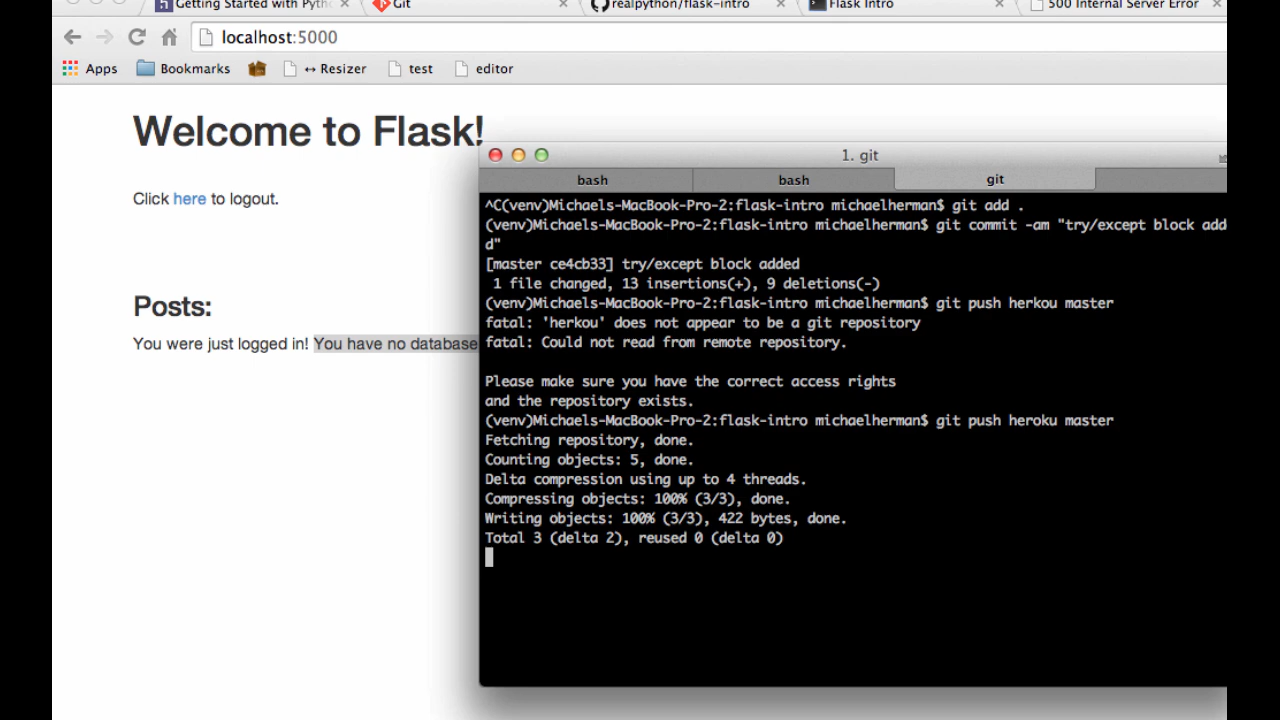 Getting Started with Pytho
Git
realpython/flask-intro
Flask Intro
500 Internal Server Error
localhost:5000
Apps
Bookmarks
↔ Resizer
test
editor
Welcome to Flask!
Click here to logout.
Posts:
You were just logged in! You have no database
1. git
bash
bash
git
^C(venv)Michaels-MacBook-Pro-2:flask-intro michaelherman$ git add .
(venv)Michaels-MacBook-Pro-2:flask-intro michaelherman$ git commit -am "try/except block adde
d"
[master ce4cb33] try/except block added
1 file changed, 13 insertions(+), 9 deletions(-)
(venv)Michaels-MacBook-Pro-2:flask-intro michaelherman$ git push herkou master
fatal: 'herkou' does not appear to be a git repository
fatal: Could not read from remote repository.
Please make sure you have the correct access rights
and the repository exists.
(venv)Michaels-MacBook-Pro-2:flask-intro michaelherman$ git push heroku master
Fetching repository, done.
Counting objects: 5, done.
Delta compression using up to 4 threads.
Compressing objects: 100% (3/3), done.
Writing objects: 100% (3/3), 422 bytes, done.
Total 3 (delta 2), reused 0 (delta 0)